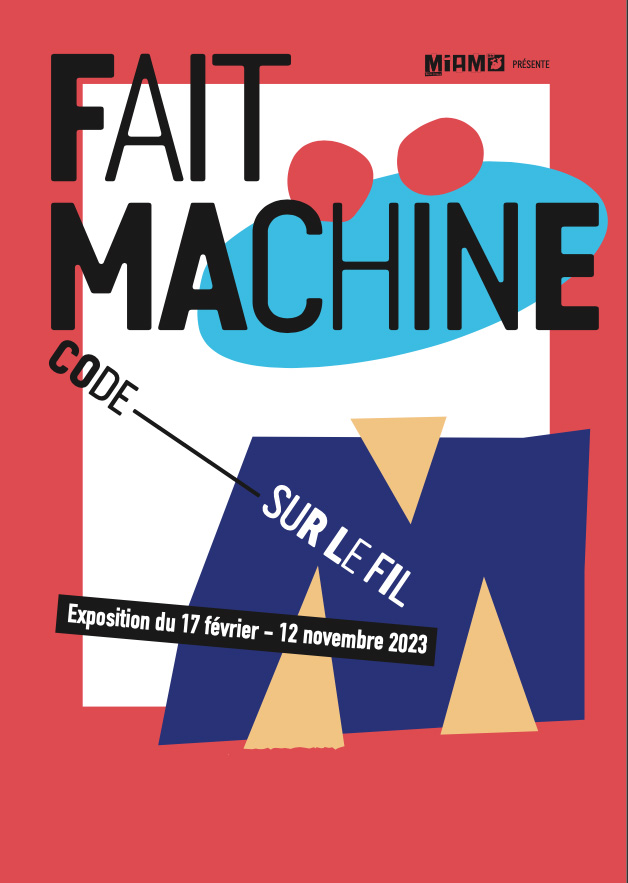 FAIT
MIAM PRÉSENTE
MACHINE
CODE
SUR LE FIL
Exposition du 17 février – 12 novembre 2023